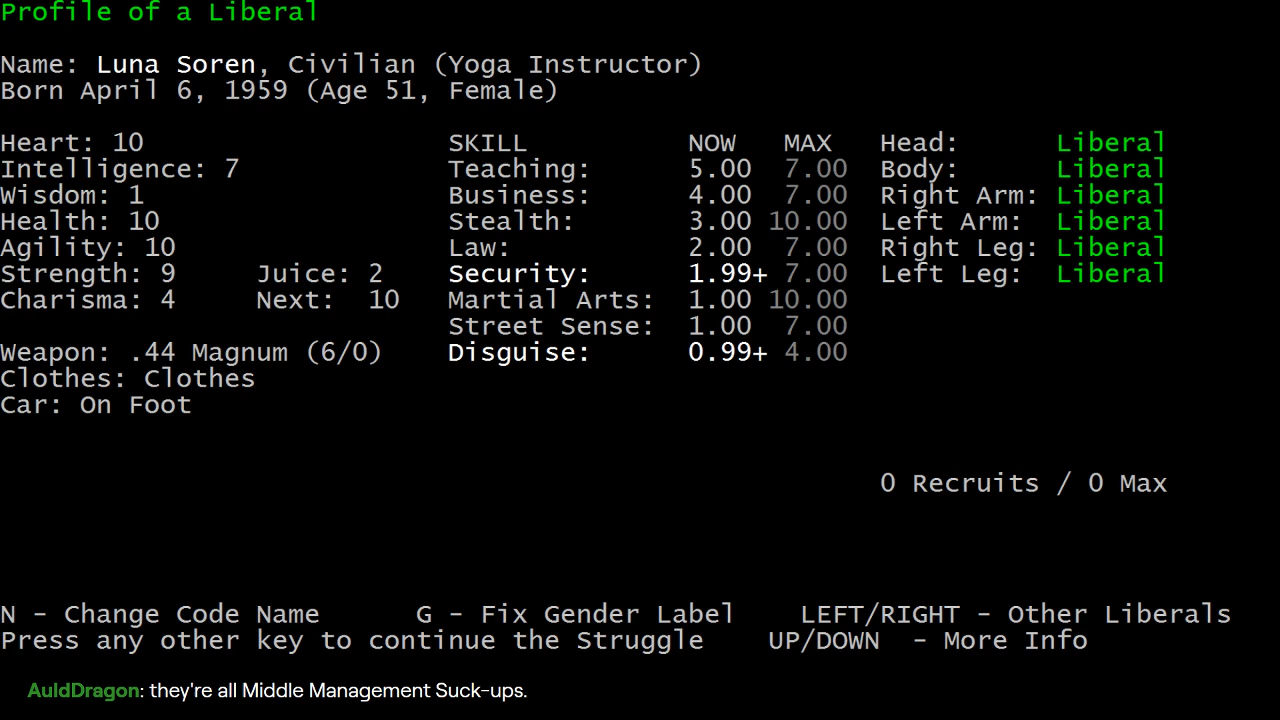 Profile of a Liberal
Name: Luna Soren, Civilian (Yoga Instructor)
Born April 6, 1959 (Age 51, Female)
Heart: 10 SKILL NOW MAX Head: Liberal
Intelligence: 7 Teaching: 5.00 7.00 Body: Liberal
Wisdom: 1 Business: 4.00 7.00 Right Arm: Liberal
Health: 10 Stealth: 3.00 10.00 Left Arm: Liberal
Agility: 10 Law: 2.00 7.00 Right Leg: Liberal
Strength: 9 Juice: 2 Security: 1.99+ 7.00 Left Leg: Liberal
Charisma: 4 Next: 10 Martial Arts: 1.00 10.00
Street Sense: 1.00 7.00
Weapon: .44 Magnum (6/0) Disguise: 0.99+ 4.00
Clothes: Clothes
Car: On Foot
0 Recruits / 0 Max
N - Change Code Name G - Fix Gender Label LEFT/RIGHT - Other Liberals
Press any other key to continue the Struggle UP/DOWN - More Info
AuldDragon: they're all Middle Management Suck-ups.